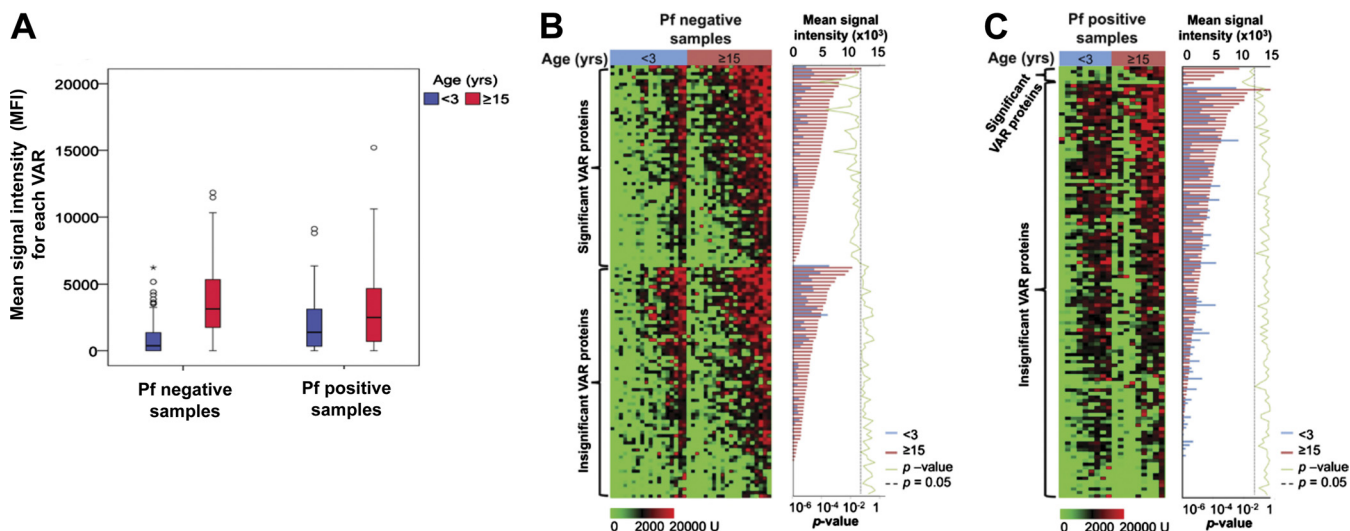 A
Mean signal intensity (MFI)
for each VAR
20000
15000
10000
5000
0
Age (yrs)
<3 ≥15
Pf negative
samples
Pf positive
samples
B
Pf negative
samples
Age (yrs) <3 ≥15
Significant VAR proteins
Insignificant VAR proteins
0 2000 20000 U
Mean signal
intensity (x10³)
0 5 10 15
<3
≥15
p –value
p = 0.05
10-6 10-4 10-2 1
p-value
C
Pf positive
samples
Age (yrs) <3 ≥15
Significant
VAR proteins
Insignificant VAR proteins
0 2000 20000 U
Mean signal
intensity (x10³)
0 5 10 15
<3
≥15
p –value
p = 0.05
10-6 10-4 10-2 1
p-value